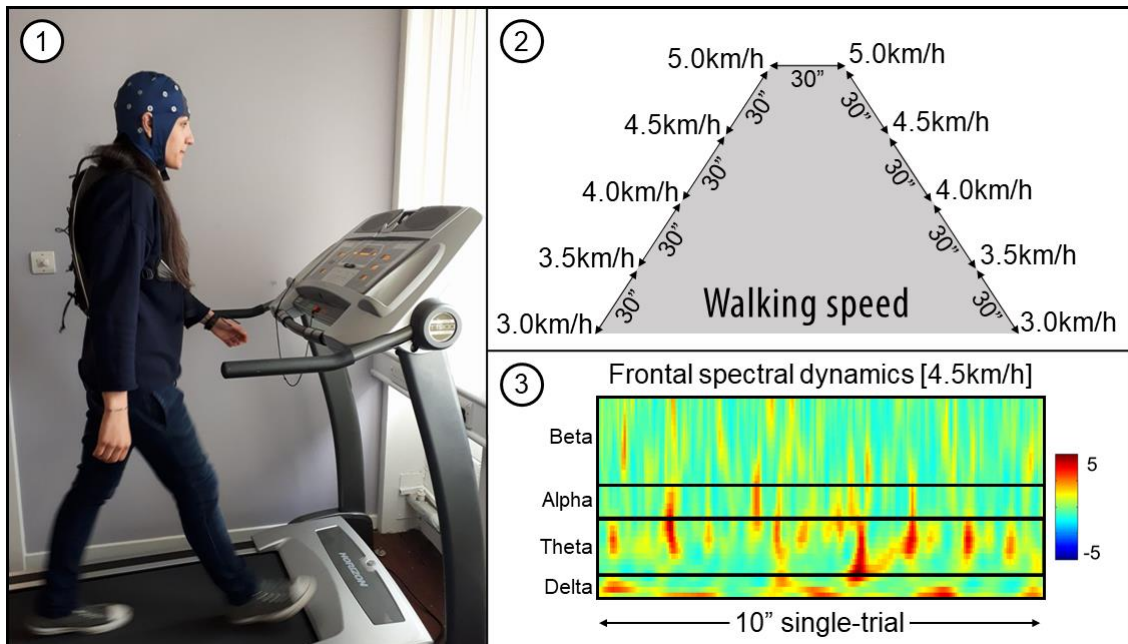 1
HORIZON
2
5.0km/h
5.0km/h
30”
30”
30”
4.5km/h
4.5km/h
30”
30”
4.0km/h
4.0km/h
30”
30”
3.5km/h
3.5km/h
30”
30”
3.0km/h
3.0km/h
Walking speed
3
Frontal spectral dynamics [4.5km/h]
Beta
Alpha
Theta
Delta
5
-5
10” single-trial